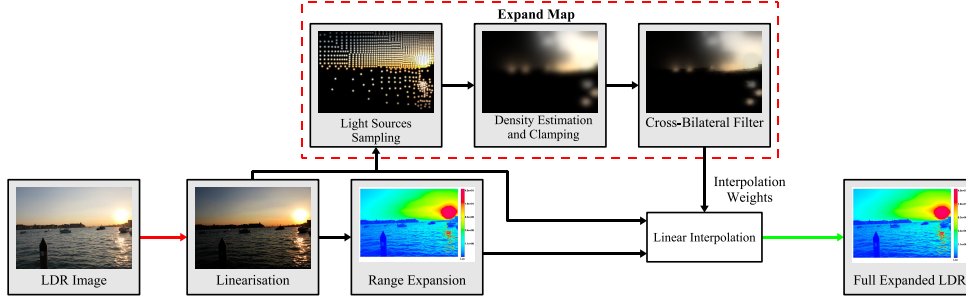 Expand Map
Light Sources
Sampling
Density Estimation
and Clamping
Cross-Bilateral Filter
Interpolation
Weights
Linear Interpolation
LDR Image
Linearisation
Range Expansion
Full Expanded LDR